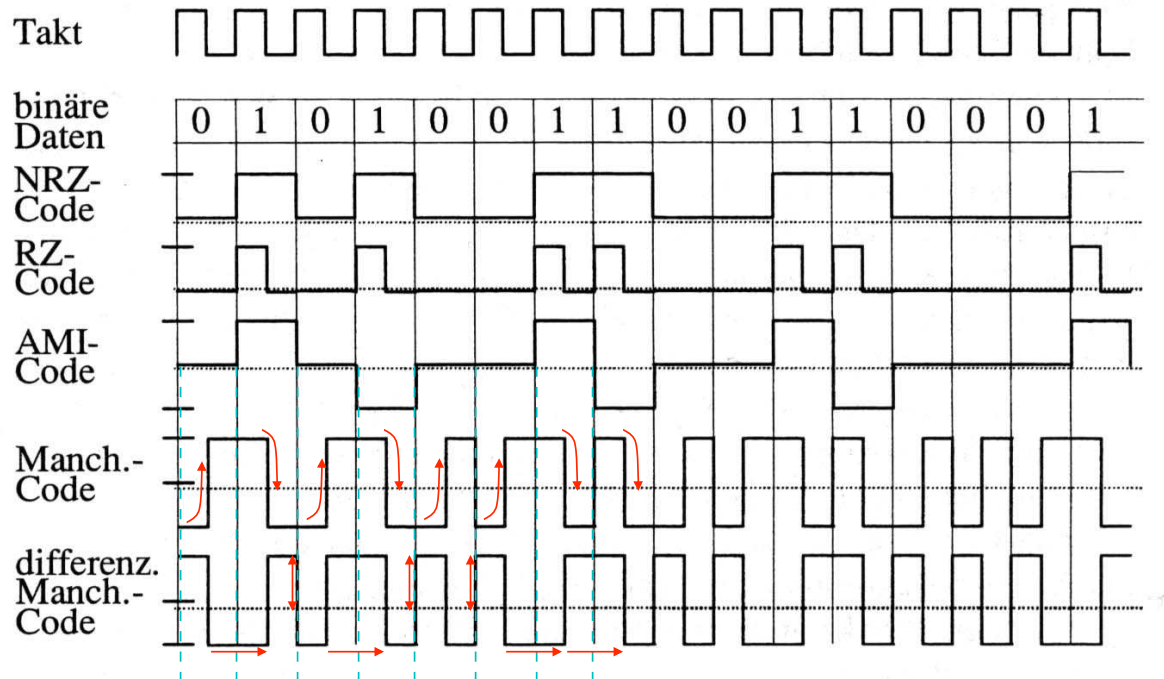 Takt
binäre
Daten
0 1 0 1 0 0 1 1 0 0 1 1 0 0 0 1
NRZ-
Code
RZ-
Code
AMI-
Code
Manch.-
Code
differenz.
Manch.-
Code